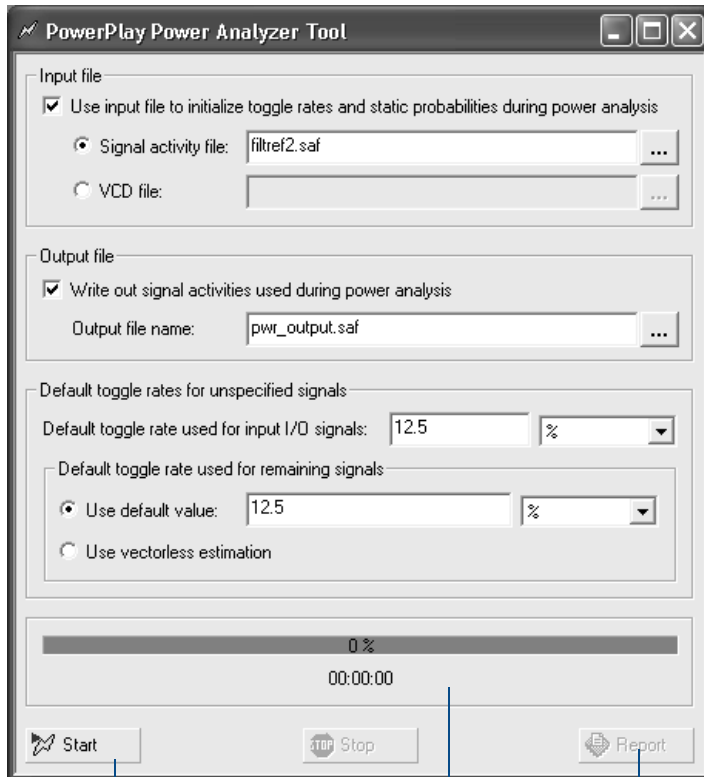 PowerPlay Power Analyzer Tool
Input file
Use input file to initialize toggle rates and static probabilities during power analysis
Signal activity file: filtref2.saf ...
VCD file: ...
Output file
Write out signal activities used during power analysis
Output file name: pwr_output.saf ...
Default toggle rates for unspecified signals
Default toggle rate used for input I/O signals: 12.5 %
Default toggle rate used for remaining signals
Use default value: 12.5 %
Use vectorless estimation
0 %
00:00:00
Start STOP Stop Report